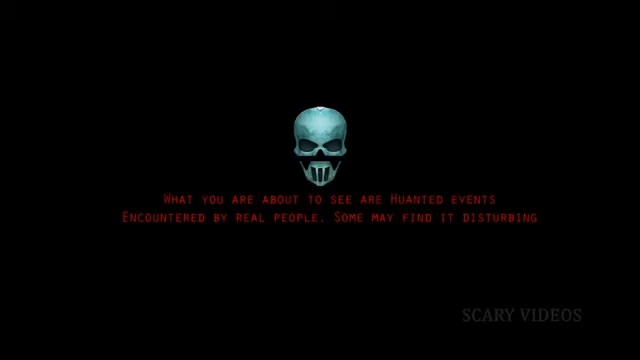 What you are about to see are Huanted events
Encountered by real people. Some may find it disturbing
SCARY VIDEOS